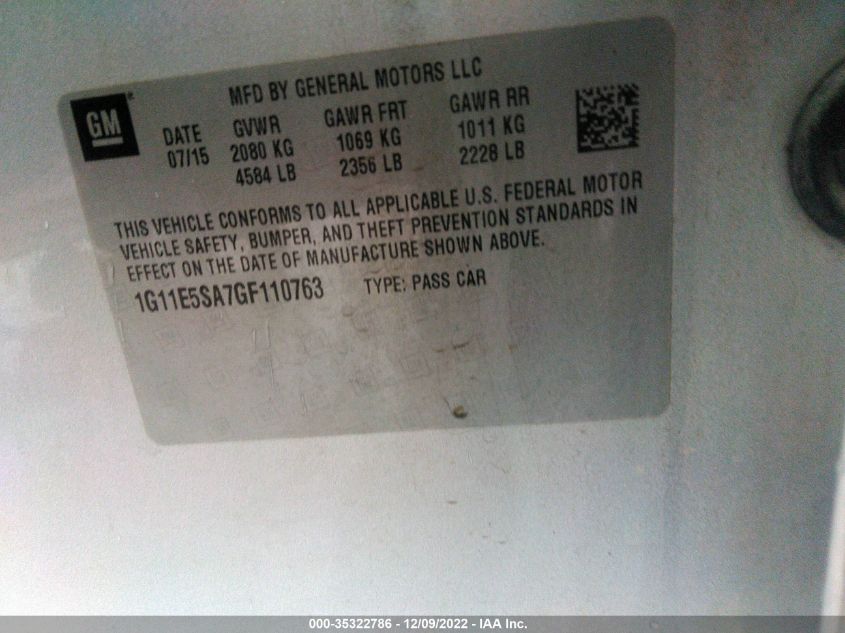 MFD BY GENERAL MOTORS LLC
GM
DATE GVWR GAWR FRT GAWR RR
07/15 2080 KG 1069 KG 1011 KG
4584 LB 2356 LB 2228 LB
THIS VEHICLE CONFORMS TO ALL APPLICABLE U.S. FEDERAL MOTOR
VEHICLE SAFETY, BUMPER, AND THEFT PREVENTION STANDARDS IN
EFFECT ON THE DATE OF MANUFACTURE SHOWN ABOVE.
1G11E5SA7GF110763 TYPE: PASS CAR
000-35322786 - 12/09/2022 - IAA Inc.